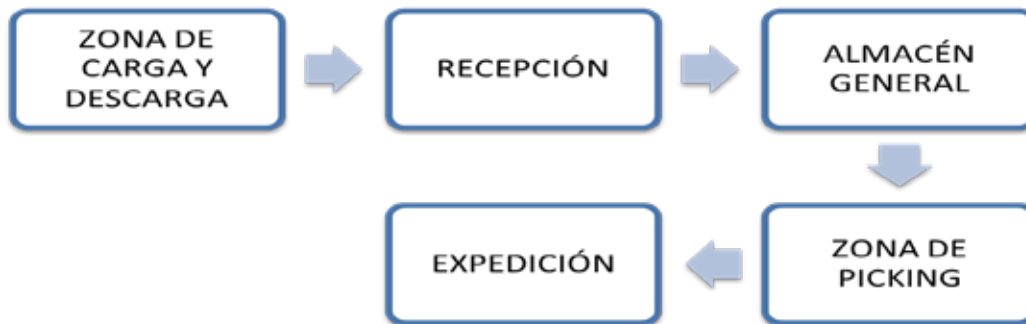 ZONA DE
CARGA Y
DESCARGA
RECEPCIÓN
ALMACÉN
GENERAL
ZONA DE
PICKING
EXPEDICIÓN